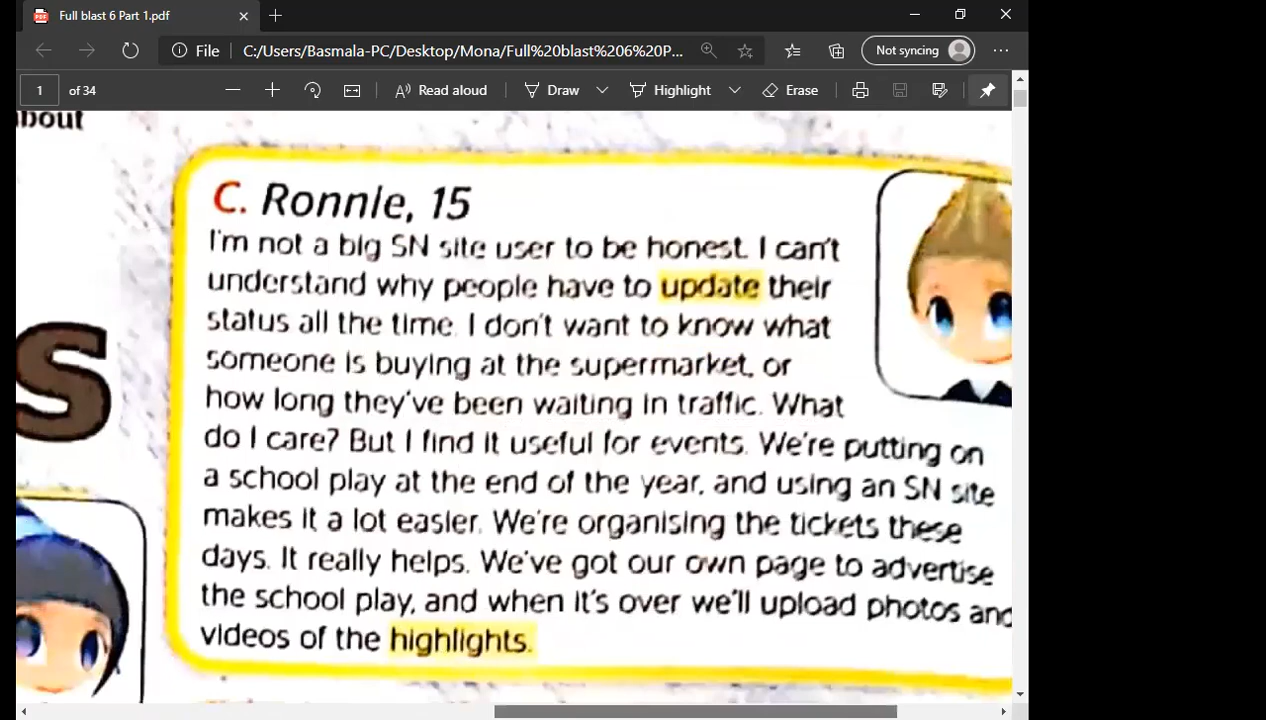 Full blast 6 Part 1.pdf
File C:/Users/Basmala-PC/Desktop/Mona/Full%20blast%206%20P... Not syncing
1 of 34 Read aloud Draw Highlight Erase
bout
C. Ronnie, 15
I'm not a big SN site user to be honest. I can't
understand why people have to update their
status all the time. I don't want to know what
someone is buying at the supermarket, or
how long they've been waiting in traffic. What
do I care? But I find it useful for events. We're putting on
a school play at the end of the year, and using an SN site
makes it a lot easier. We're organising the tickets these
days. It really helps. We've got our own page to advertise
the school play, and when it's over we'll upload photos and
videos of the highlights.
S